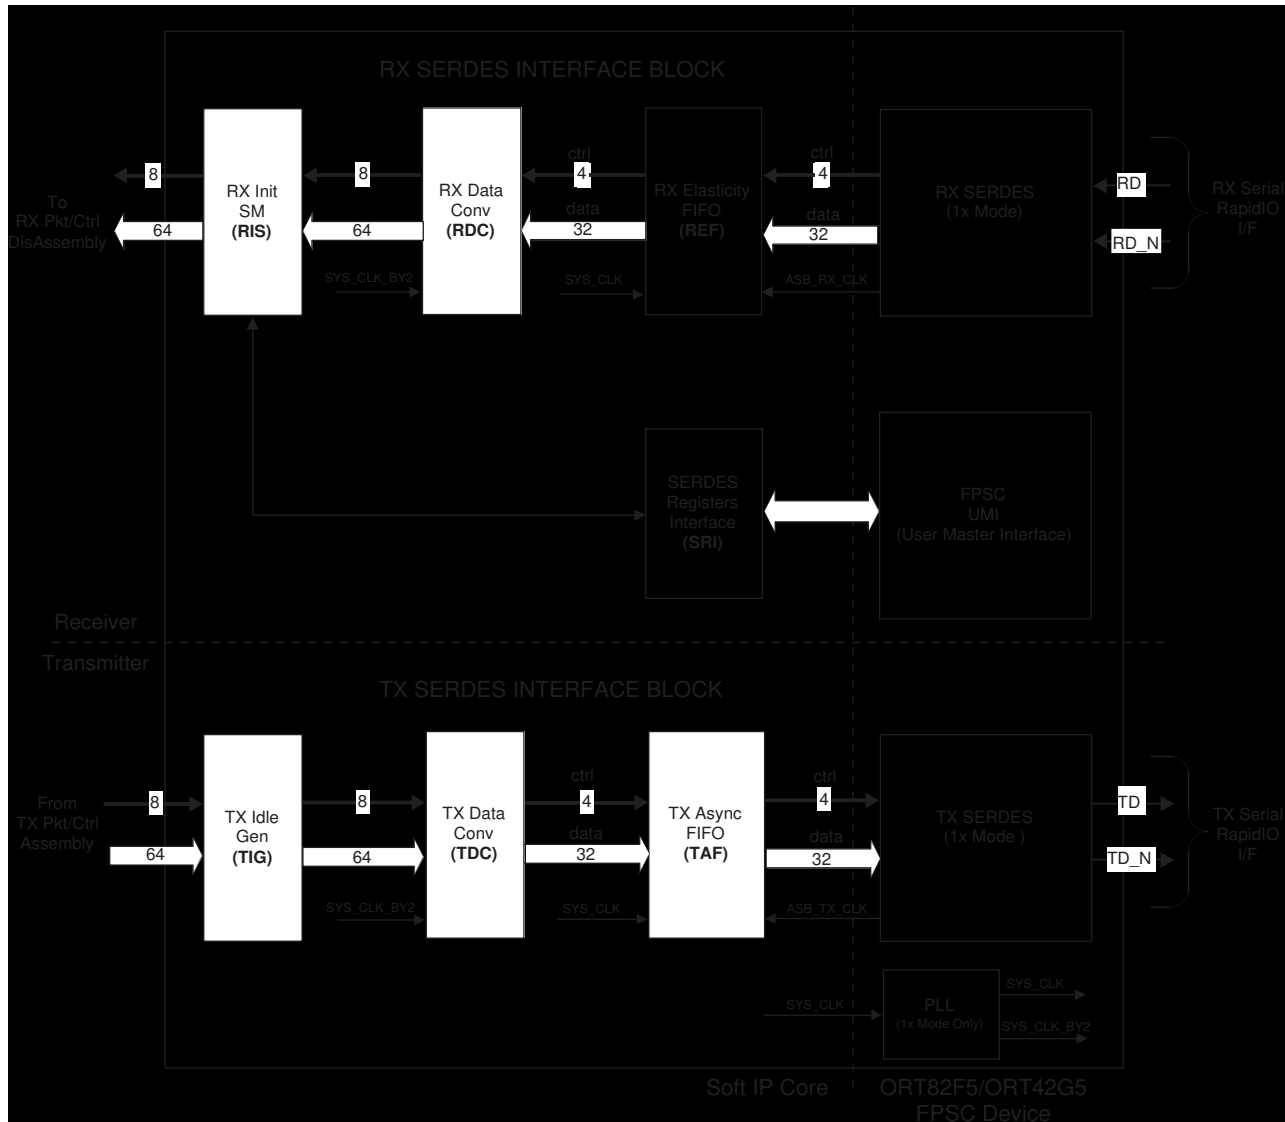 RX SERDES INTERFACE BLOCK
8
8
ctrl
4
ctrl
4
To
RX Pkt/Ctrl
DisAssembly
64
RX Init
SM
(RIS)
64
RX Data
Conv
(RDC)
data
32
RX Elasticity
FIFO
(REF)
data
32
RX SERDES
(1x Mode)
RD
RD_N
RX Serial
RapidIO
I/F
SYS_CLK_BY2
SYS_CLK
ASB_RX_CLK
SERDES
Registers
Interface
(SRI)
FPSC
UMI
(User Master Interface)
Receiver
Transmitter
TX SERDES INTERFACE BLOCK
8
8
ctrl
4
ctrl
4
From
TX Pkt/Ctrl
Assembly
64
TX Idle
Gen
(TIG)
64
TX Data
Conv
(TDC)
data
32
TX Async
FIFO
(TAF)
data
32
TX SERDES
(1x Mode )
TD
TD_N
TX Serial
RapidIO
I/F
SYS_CLK_BY2
SYS_CLK
ASB_TX_CLK
SYS_CLK
PLL
(1x Mode Only)
SYS_CLK
SYS_CLK_BY2
Soft IP Core
ORT82F5/ORT42G5
FPSC Device